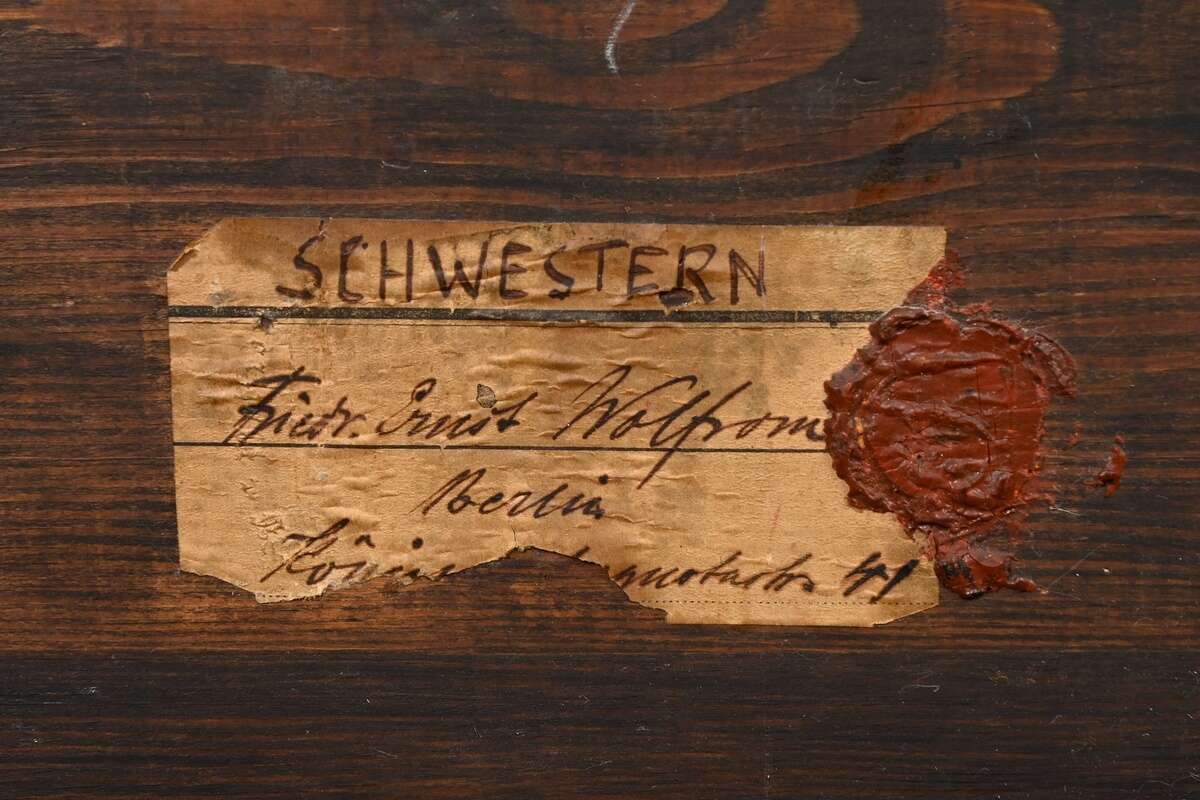 SCHWESTERN
Friedr. Ernst Wolfrom
Berlin
41